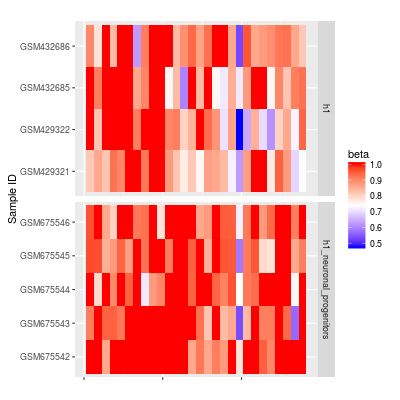 GSM432686
GSM432685
GSM429322
GSM429321
h1
GSM675546
GSM675545
GSM675544
GSM675543
GSM675542
h1_neuronal_progenitors
Sample ID
beta
1.0
0.9
0.8
0.7
0.6
0.5